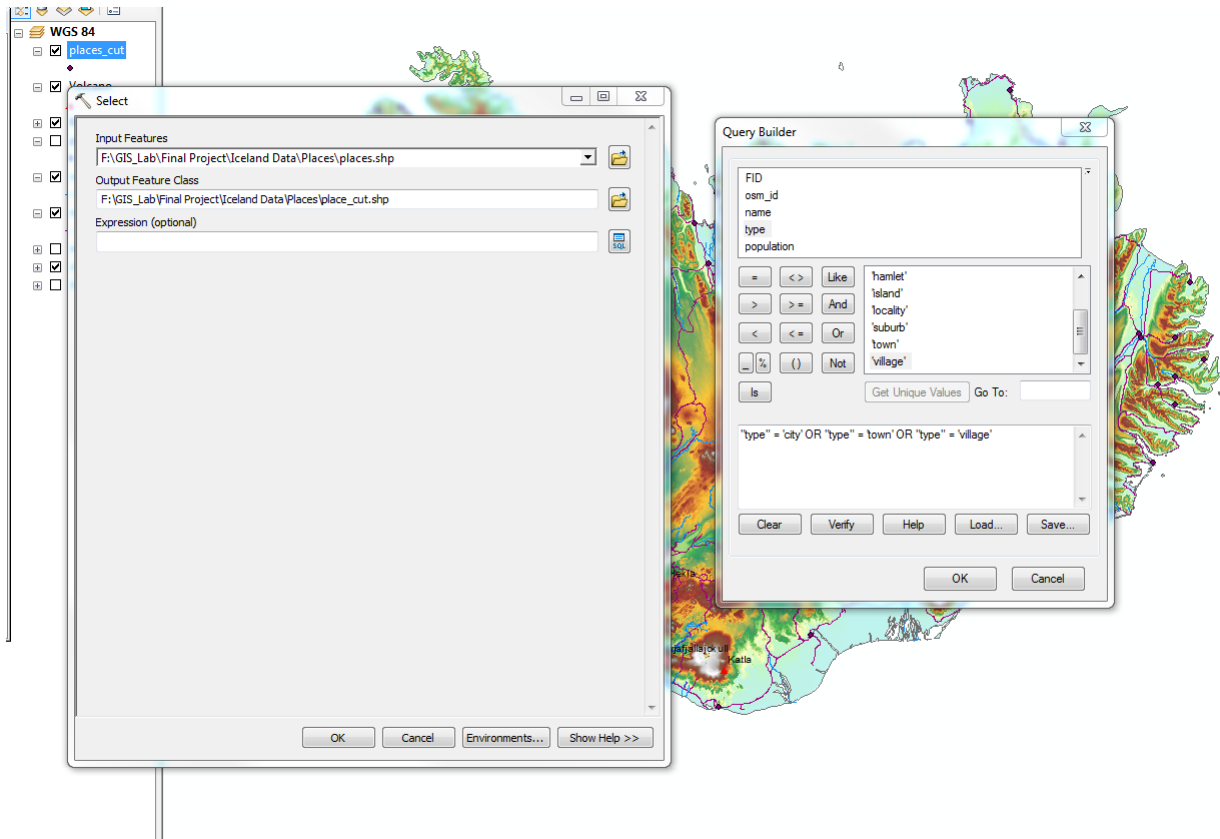 WGS 84
places_cut
Volcano
Select
Input Features
F:\GIS_Lab\Final Project\Iceland Data\Places\places.shp
Output Feature Class
F:\GIS_Lab\Final Project\Iceland Data\Places\place_cut.shp
Expression (optional)
SQL
OK
Cancel
Environments...
Show Help >>
Query Builder
FID
osm_id
name
type
population
= <> Like
> >= And
< <= Or
_ % () Not
Is
'hamlet'
'island'
'locality'
'suburb'
'town'
'village'
Get Unique Values
Go To:
"type" = 'city' OR "type" = 'town' OR "type" = 'village'
Clear
Verify
Help
Load...
Save...
OK
Cancel
Katla